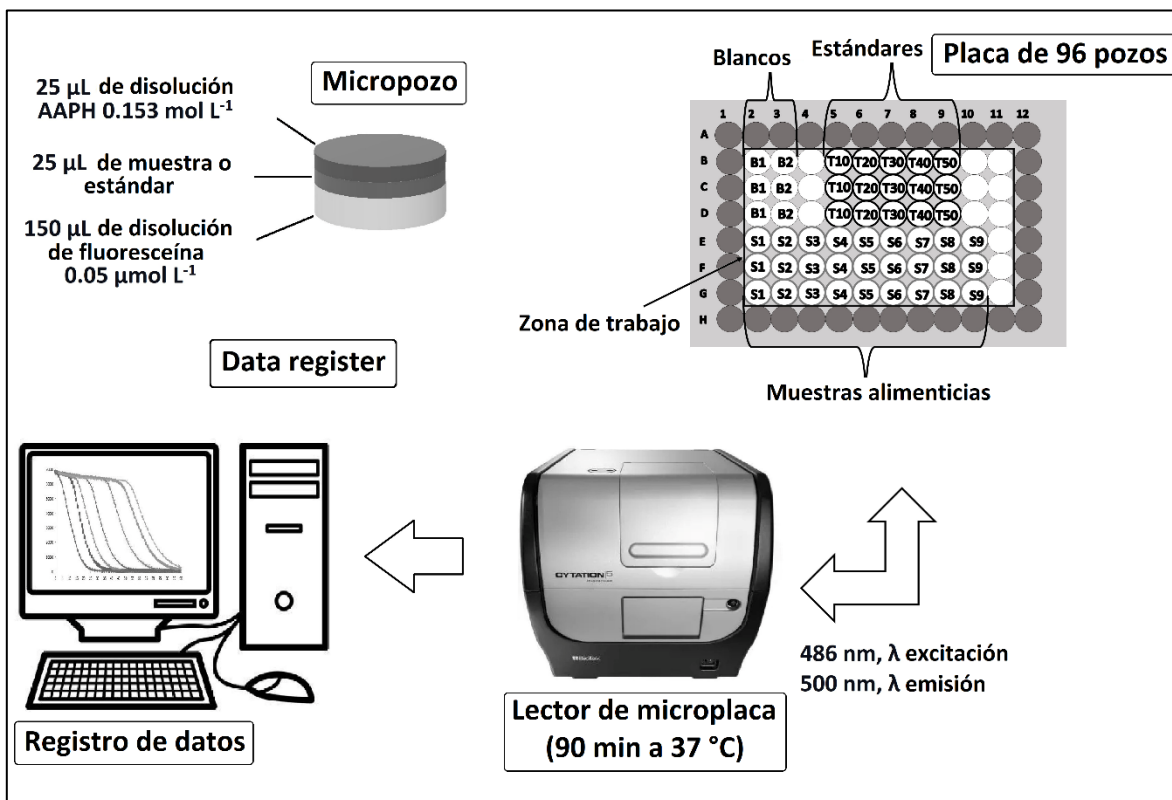 25 μL de disolución
AAPH 0.153 mol L⁻¹
25 μL de muestra o
estándar
150 μL de disolución
de fluoresceína
0.05 μmol L⁻¹
Micropozo
Blancos
Estándares
Placa de 96 pozos
1 2 3 4 5 6 7 8 9 10 11 12
A
B B1 B2 T10 T20 T30 T40 T50
C B1 B2 T10 T20 T30 T40 T50
D B1 B2 T10 T20 T30 T40 T50
E S1 S2 S3 S4 S5 S6 S7 S8 S9
F S1 S2 S3 S4 S5 S6 S7 S8 S9
G S1 S2 S3 S4 S5 S6 S7 S8 S9
H
Zona de trabajo
Muestras alimenticias
Data register
CYTATION 5
BioTek
486 nm, λ excitación
500 nm, λ emisión
Registro de datos
Lector de microplaca
(90 min a 37 °C)